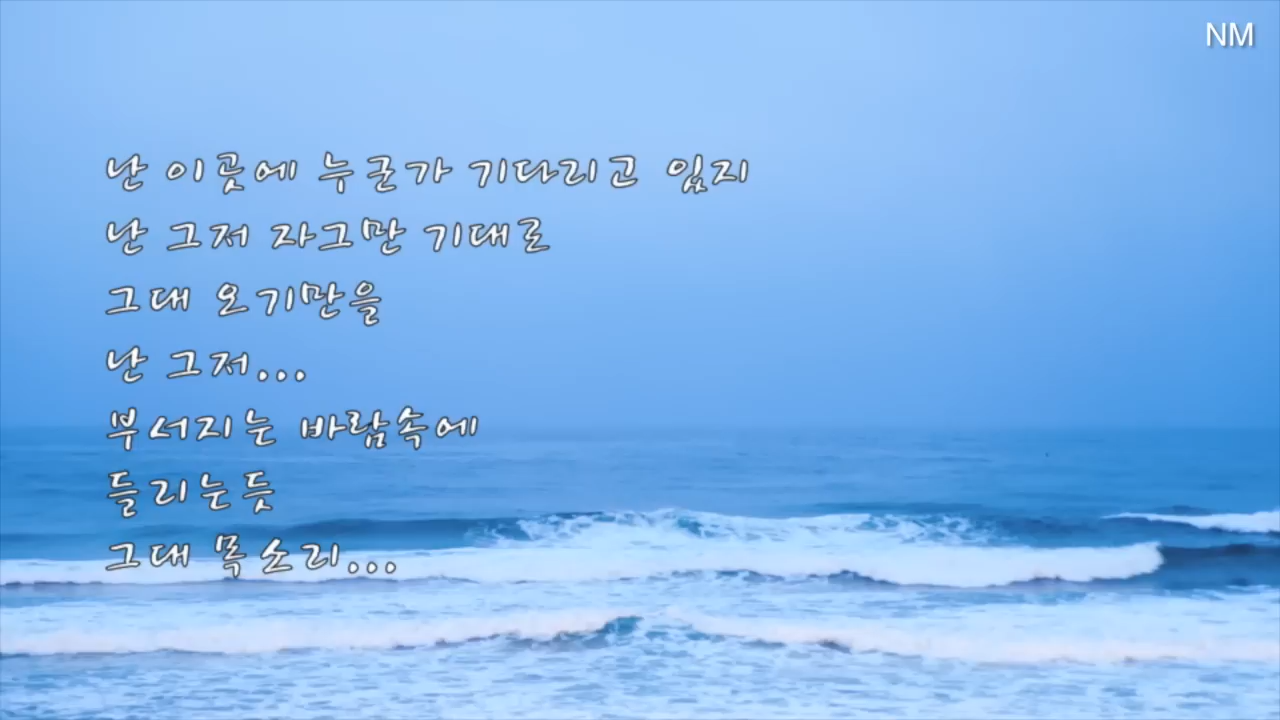 NM
난 이곳에 누군가 기다리고 있지
난 그저 자그만 기대로
그대 오기만을
난 그저...
부서지는 바람속에
들리는듯
그대 목소리...